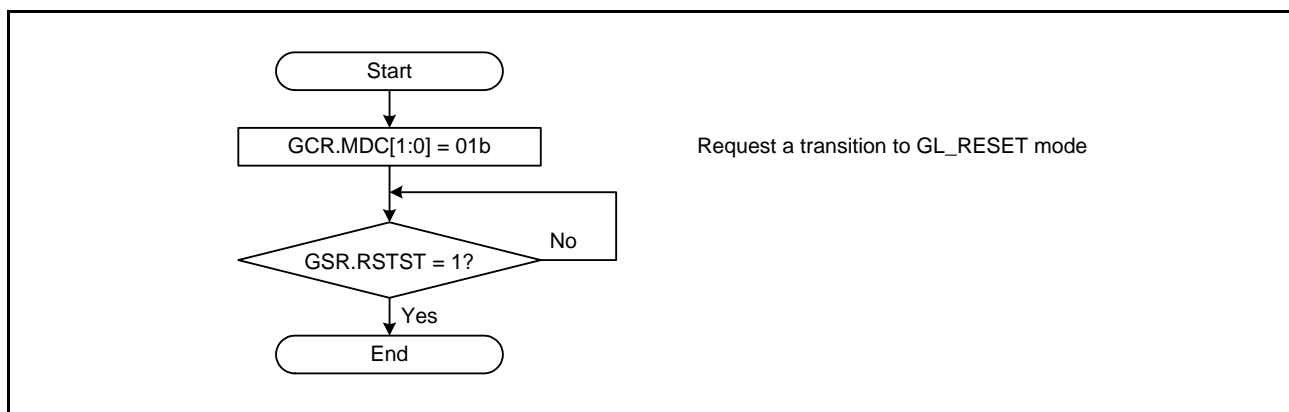 Start
GCR.MDC[1:0] = 01b
Request a transition to GL_RESET mode
No
GSR.RSTST = 1?
Yes
End